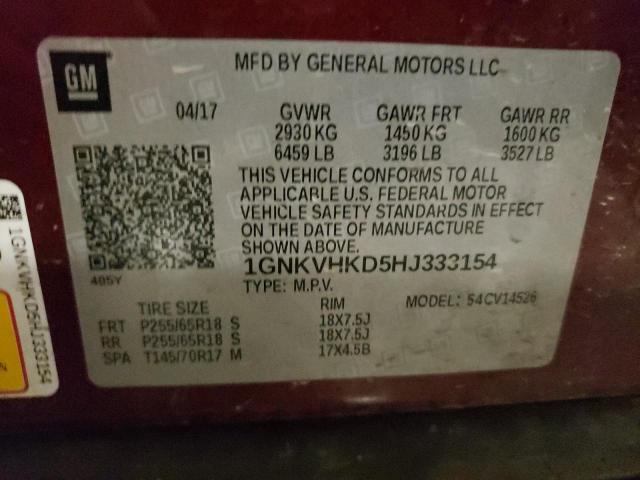 GM
MFD BY GENERAL MOTORS LLC
04/17 GVWR GAWR FRT GAWR RR
2930 KG 1450 KG 1600 KG
6459 LB 3196 LB 3527 LB
THIS VEHICLE CONFORMS TO ALL
APPLICABLE U.S. FEDERAL MOTOR
VEHICLE SAFETY STANDARDS IN EFFECT
ON THE DATE OF MANUFACTURE
SHOWN ABOVE.
1GNKVHKD5HJ333154
405Y
TYPE: M.P.V.
MODEL: 54CV14526
TIRE SIZE RIM
FRT P255/65R18 S 18X7.5J
RR P255/65R18 S 18X7.5J
SPA T145/70R17 M 17X4.5B
1GNKVHKD5HJ333154